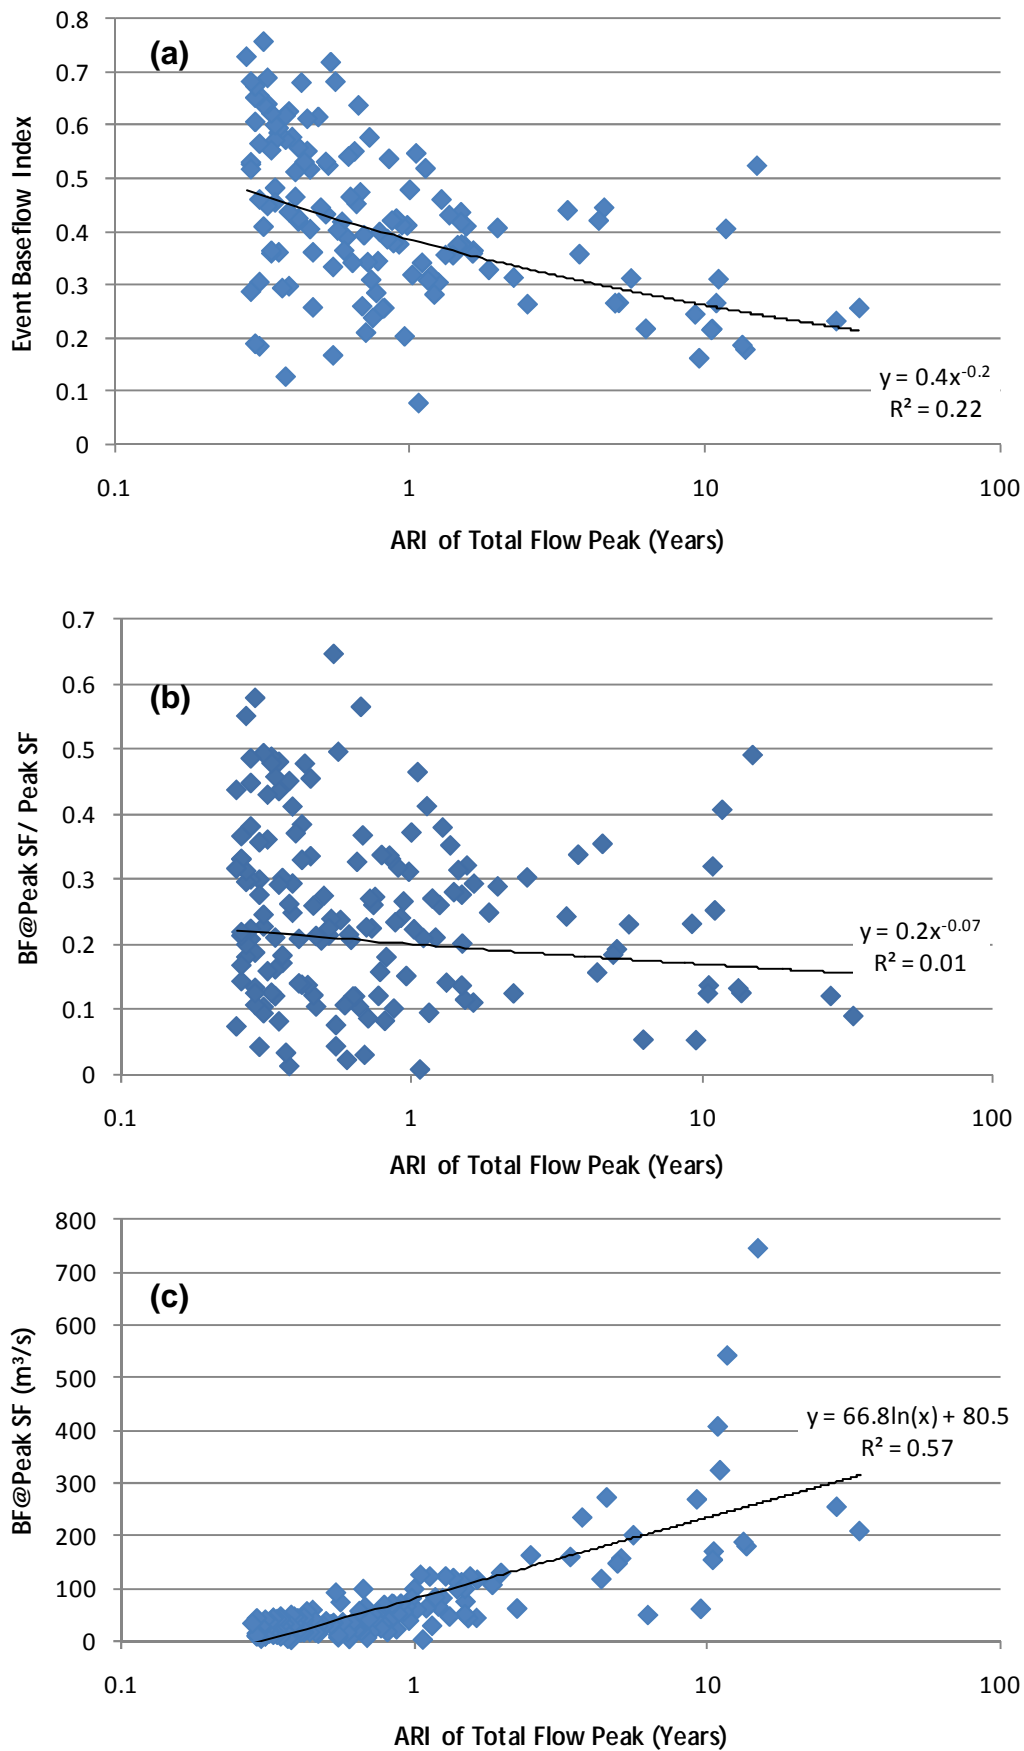 0.8
(a)
0.7
0.6
0.5
0.4
0.3
0.2
0.1
0
Event Baseflow Index
y = 0.4x^-0.2
R² = 0.22
0.1 1 10 100
ARI of Total Flow Peak (Years)
0.7
(b)
0.6
0.5
0.4
0.3
0.2
0.1
0
BF@Peak SF/ Peak SF
y = 0.2x^-0.07
R² = 0.01
0.1 1 10 100
ARI of Total Flow Peak (Years)
800
(c)
700
600
500
400
300
200
100
0
BF@Peak SF (m³/s)
y = 66.8ln(x) + 80.5
R² = 0.57
0.1 1 10 100
ARI of Total Flow Peak (Years)